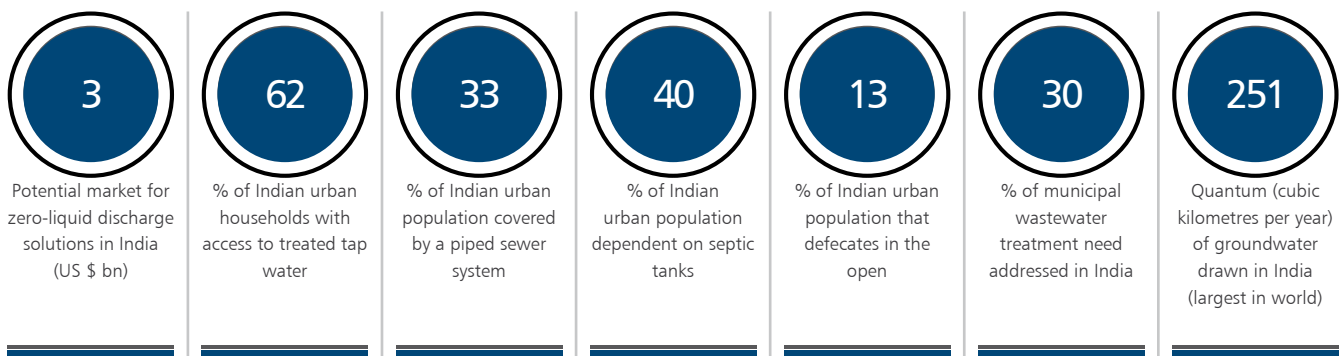 3
Potential market for
zero-liquid discharge
solutions in India
(US $ bn)
62
% of Indian urban
households with
access to treated tap
water
33
% of Indian urban
population covered
by a piped sewer
system
40
% of Indian
urban population
dependent on septic
tanks
13
% of Indian urban
population that
defecates in the
open
30
% of municipal
wastewater
treatment need
addressed in India
251
Quantum (cubic
kilometres per year)
of groundwater
drawn in India
(largest in world)